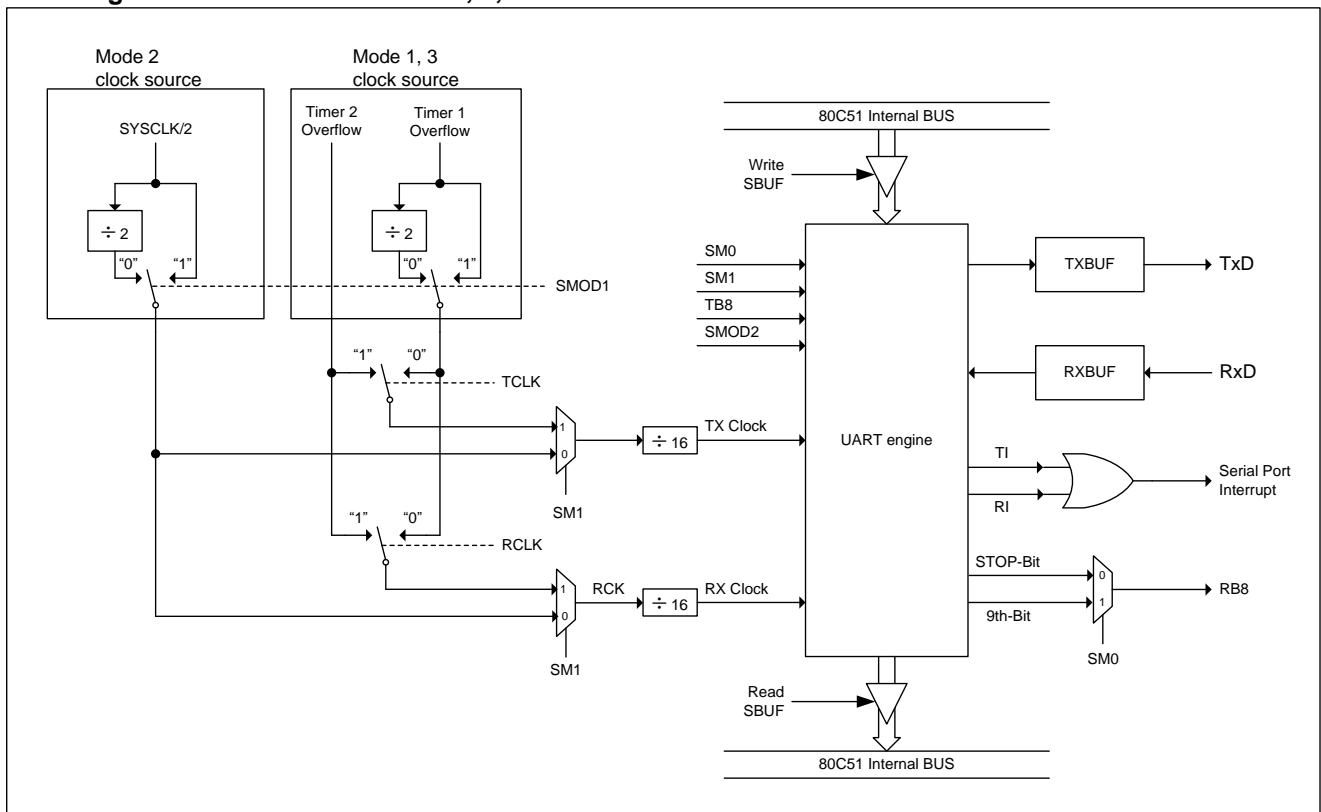 Mode 2
clock source
Mode 1, 3
clock source
SYSCLK/2
Timer 2
Overflow
Timer 1
Overflow
÷ 2
÷ 2
“0”
“1”
“0”
“1”
SMOD1
“1”
“0”
TCLK
1
0
SM1
÷ 16
TX Clock
“1”
“0”
RCLK
1
0
SM1
RCK
÷ 16
RX Clock
80C51 Internal BUS
Write
SBUF
SM0
SM1
TB8
SMOD2
UART engine
TXBUF
TxD
RXBUF
RxD
TI
RI
Serial Port
Interrupt
STOP-Bit
9th-Bit
0
1
SM0
RB8
Read
SBUF
80C51 Internal BUS